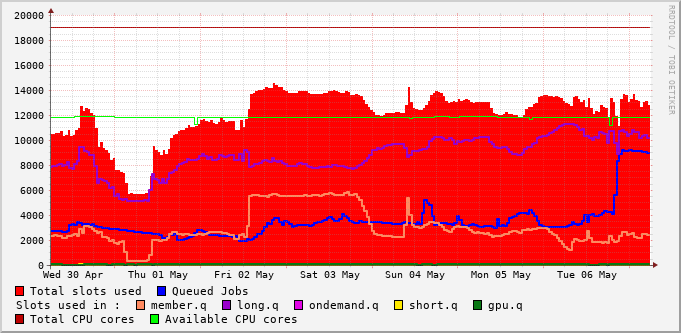 20000
18000
16000
14000
12000
10000
8000
6000
4000
2000
0
Wed 30 Apr Thu 01 May Fri 02 May Sat 03 May Sun 04 May Mon 05 May Tue 06 May
Total slots used Queued Jobs
Slots used in : member.q long.q ondemand.q short.q gpu.q
Total CPU cores Available CPU cores
RRDTOOL / TOBI OETIKER